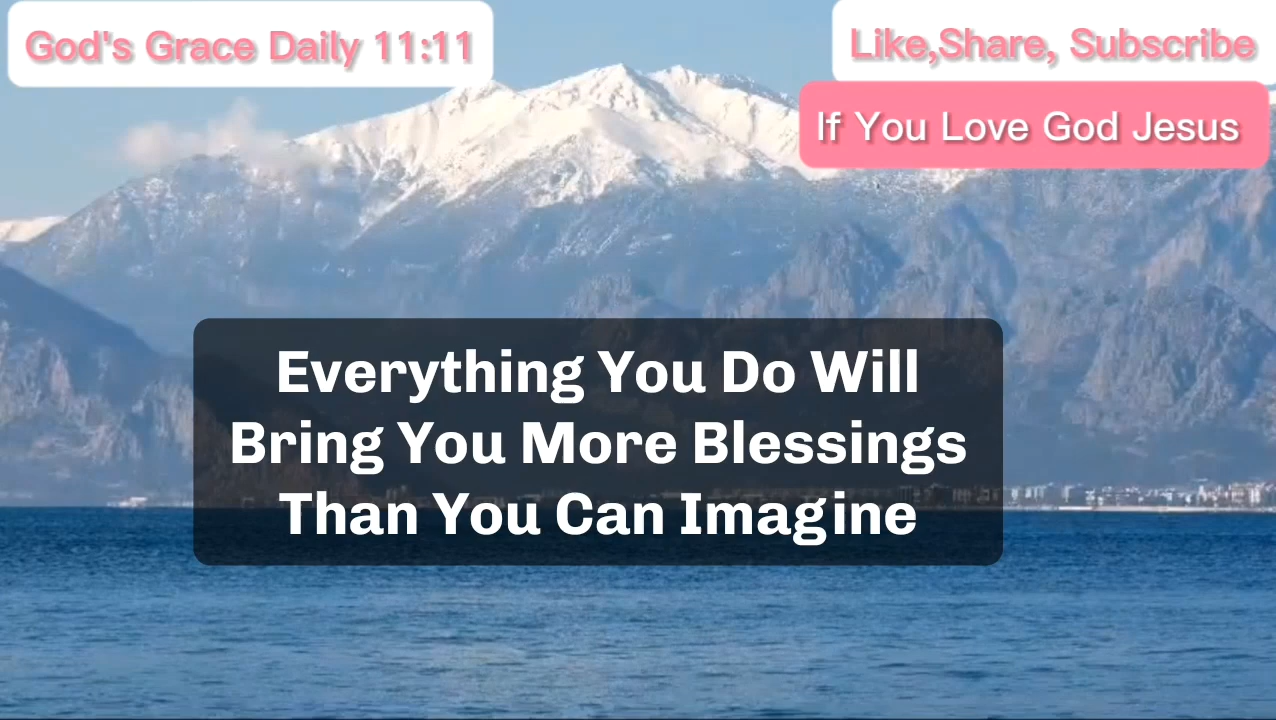 God's Grace Daily 11:11
Like,Share, Subscribe
If You Love God Jesus
Everything You Do Will
Bring You More Blessings
Than You Can Imagine